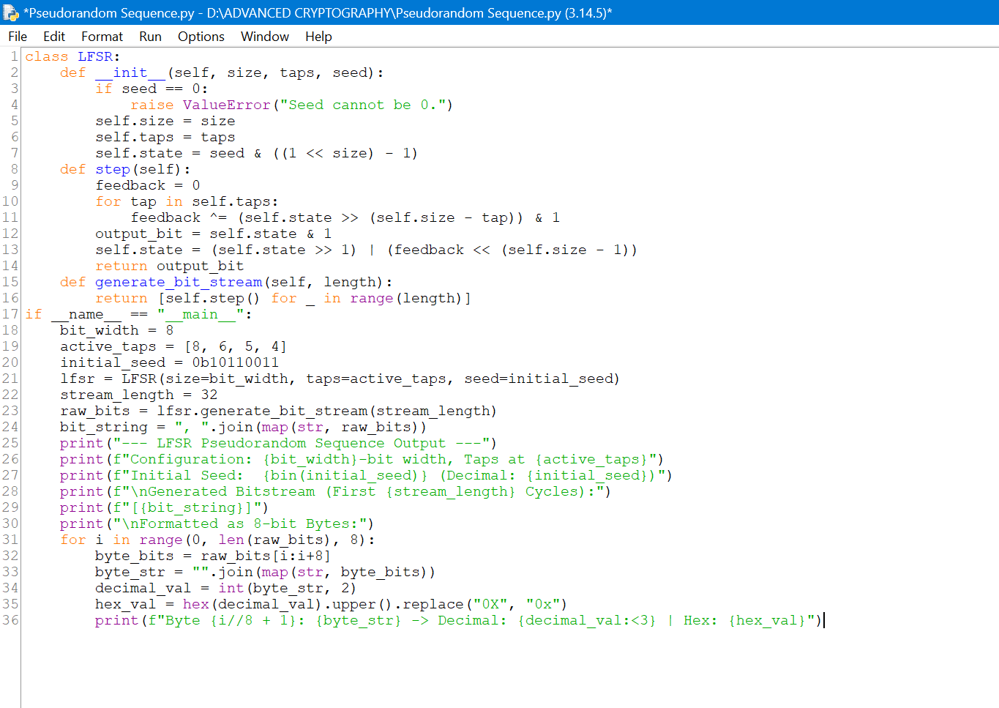 *Pseudorandom Sequence.py - D:\ADVANCED CRYPTOGRAPHY\Pseudorandom Sequence.py (3.14.5)*
File Edit Format Run Options Window Help
1 class LFSR:
2     def __init__(self, size, taps, seed):
3         if seed == 0:
4             raise ValueError("Seed cannot be 0.")
5         self.size = size
6         self.taps = taps
7         self.state = seed & ((1 << size) - 1)
8     def step(self):
9         feedback = 0
10         for tap in self.taps:
11             feedback ^= (self.state >> (self.size - tap)) & 1
12         output_bit = self.state & 1
13         self.state = (self.state >> 1) | (feedback << (self.size - 1))
14         return output_bit
15     def generate_bit_stream(self, length):
16         return [self.step() for _ in range(length)]
17 if __name__ == "__main__":
18     bit_width = 8
19     active_taps = [8, 6, 5, 4]
20     initial_seed = 0b10110011
21     lfsr = LFSR(size=bit_width, taps=active_taps, seed=initial_seed)
22     stream_length = 32
23     raw_bits = lfsr.generate_bit_stream(stream_length)
24     bit_string = ", ".join(map(str, raw_bits))
25     print("--- LFSR Pseudorandom Sequence Output ---")
26     print(f"Configuration: {bit_width}-bit width, Taps at {active_taps}")
27     print(f"Initial Seed:  {bin(initial_seed)} (Decimal: {initial_seed})")
28     print(f"\nGenerated Bitstream (First {stream_length} Cycles):")
29     print(f"[{bit_string}]")
30     print("\nFormatted as 8-bit Bytes:")
31     for i in range(0, len(raw_bits), 8):
32         byte_bits = raw_bits[i:i+8]
33         byte_str = "".join(map(str, byte_bits))
34         decimal_val = int(byte_str, 2)
35         hex_val = hex(decimal_val).upper().replace("0X", "0x")
36         print(f"Byte {i//8 + 1}: {byte_str} -> Decimal: {decimal_val:<3} | Hex: {hex_val}")